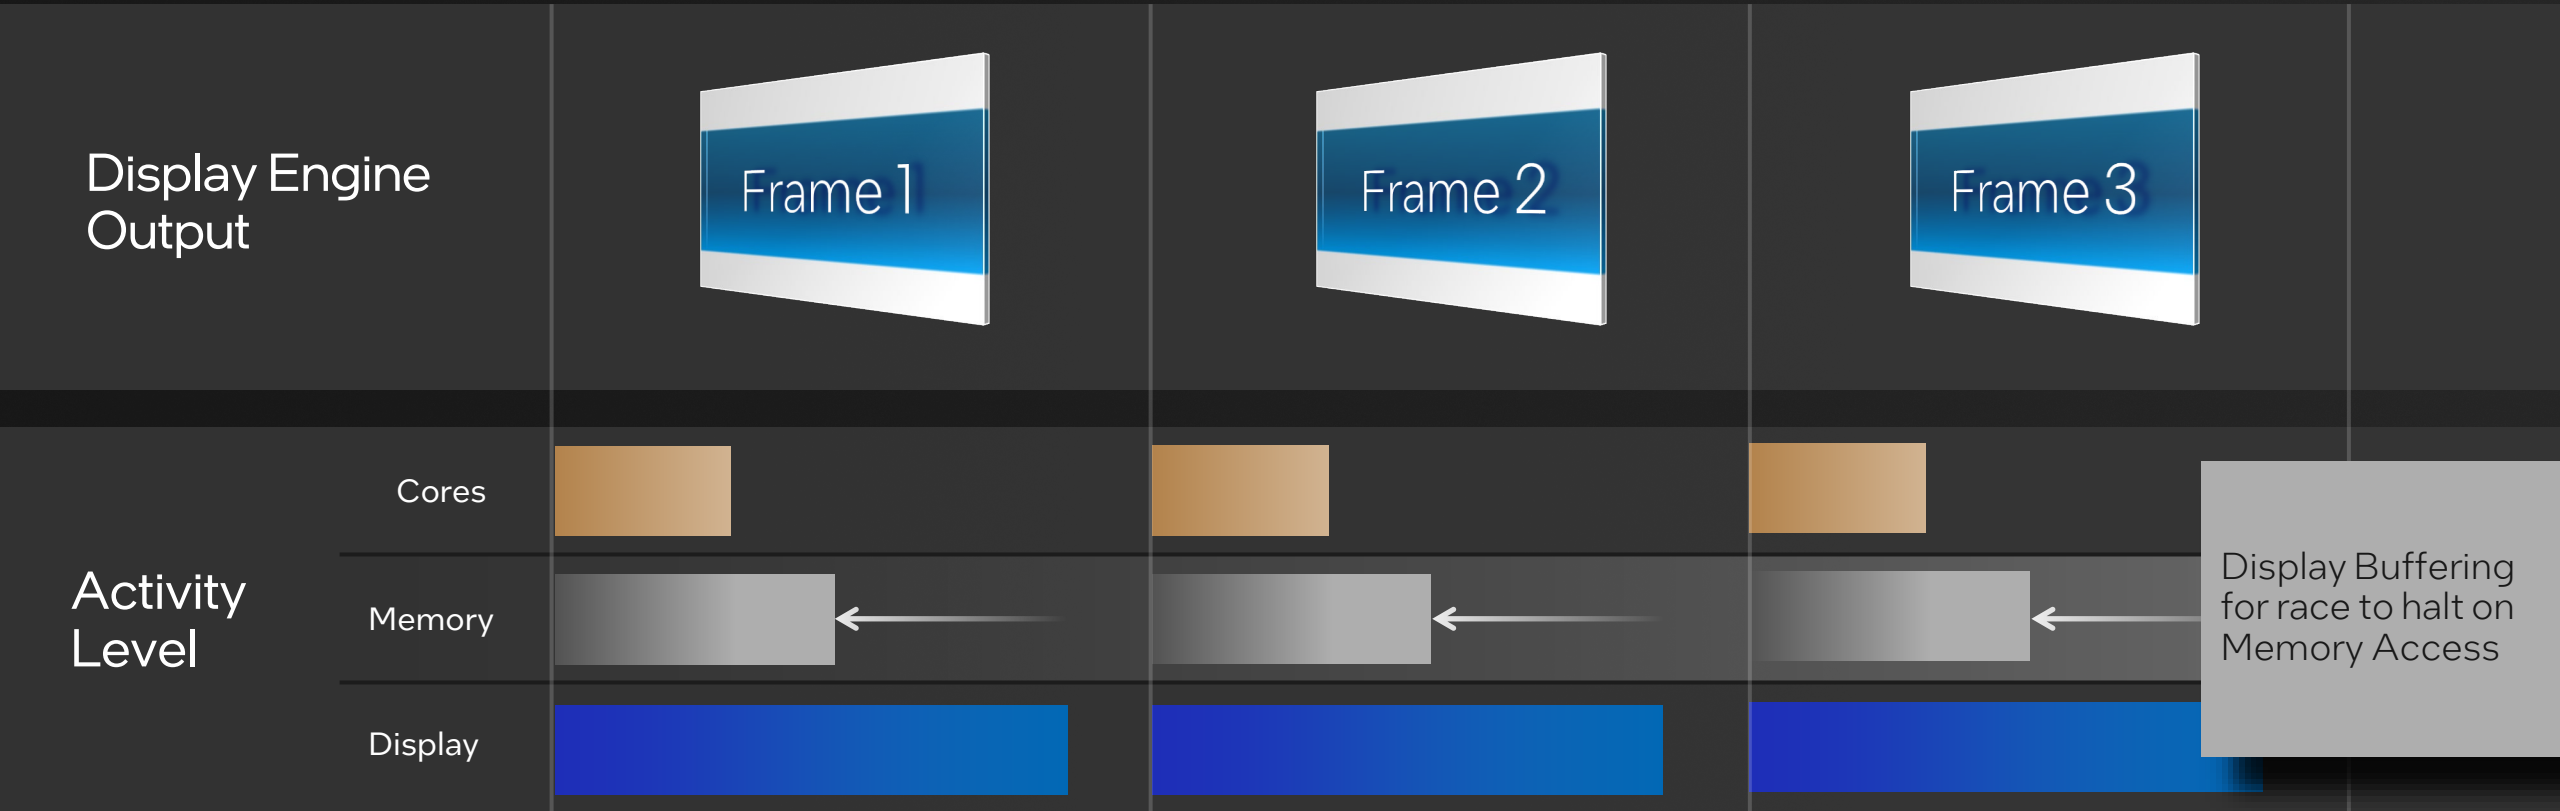 Display Engine
Output
Frame 1
Frame 2
Frame 3
Activity
Level
Cores
Memory
Display
Display Buffering
for race to halt on
Memory Access